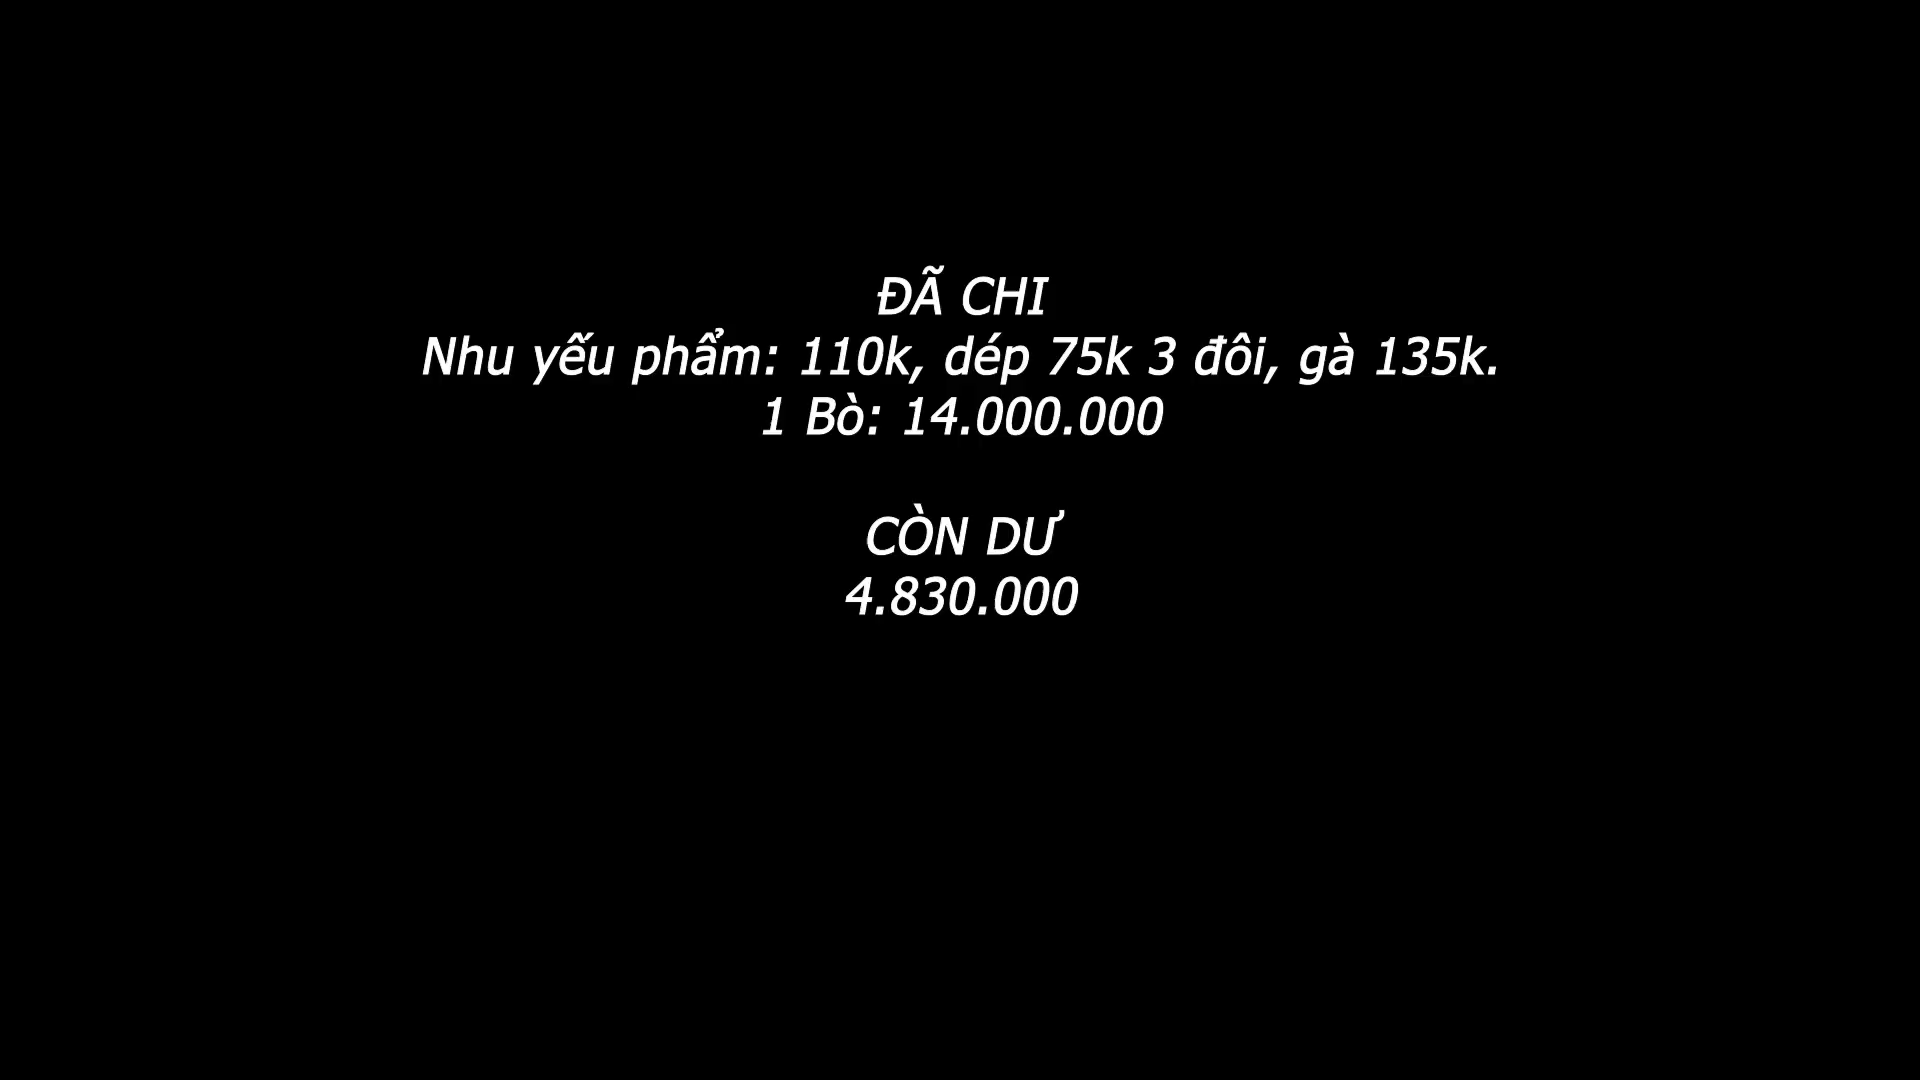 ĐÃ CHI
Nhu yếu phẩm: 110k, dép 75k 3 đôi, gà 135k.
1 Bò: 14.000.000
CÒN DƯ
4.830.000